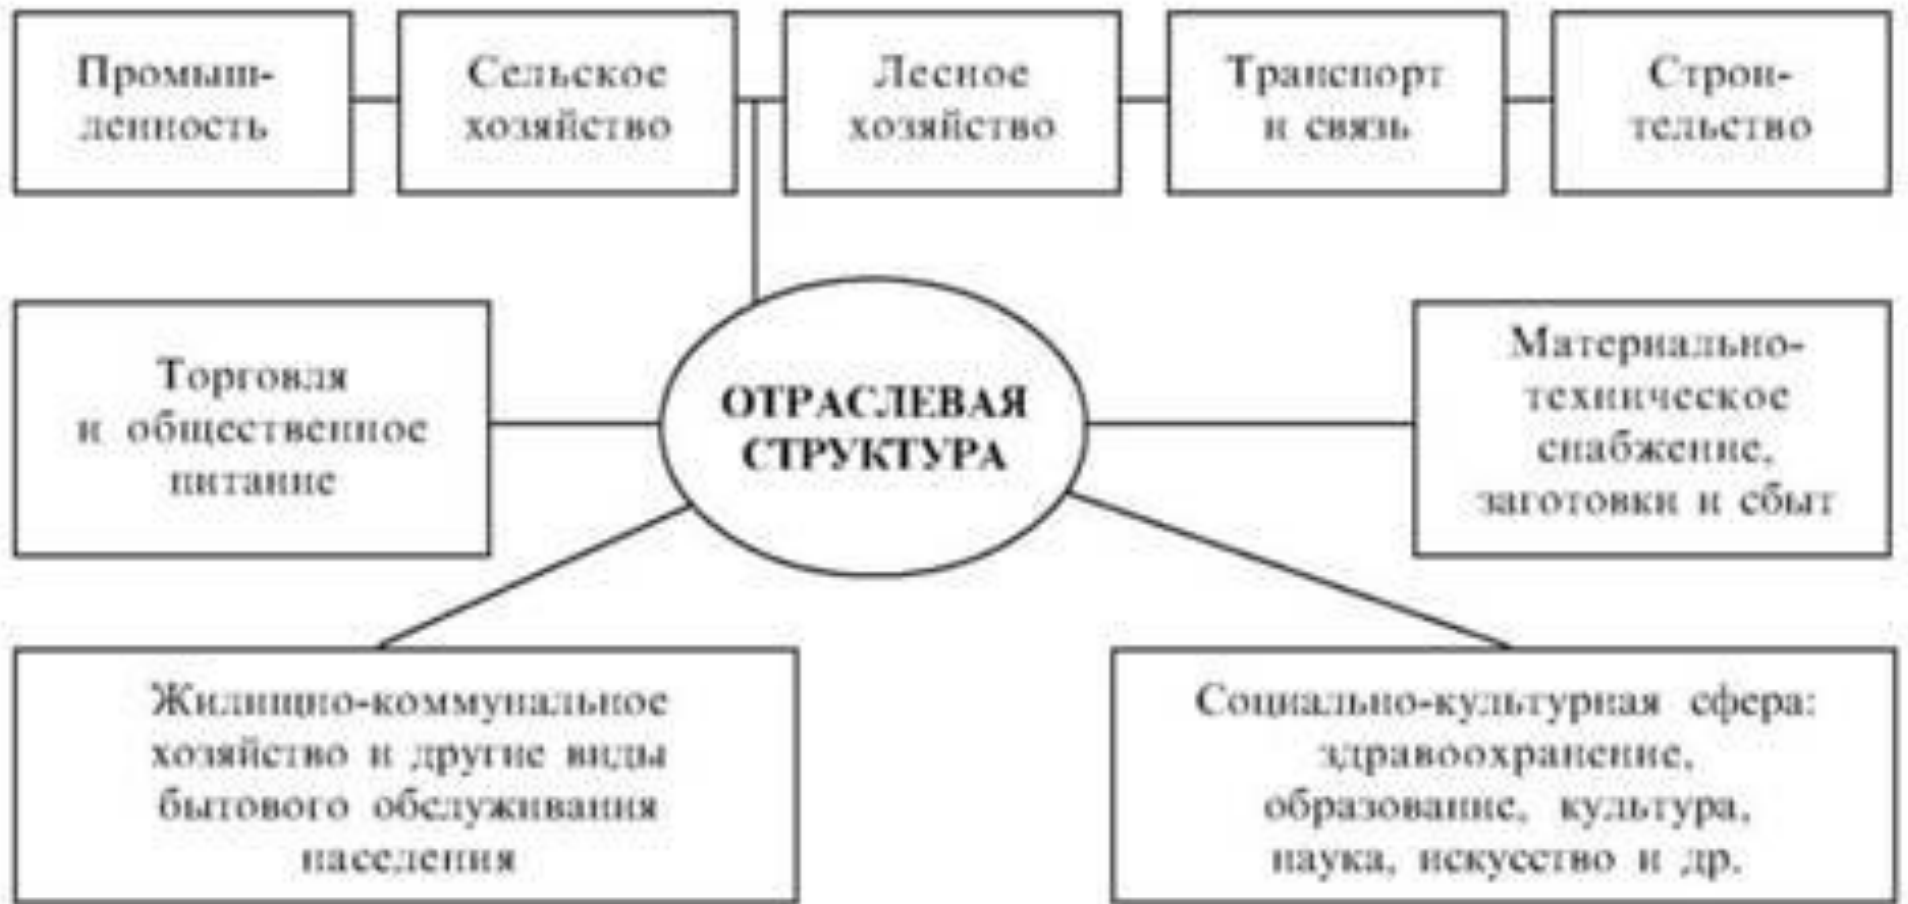 Промыш-
ленность
Сельское
хозяйство
Лесное
хозяйство
Транспорт
и связь
Строи-
тельство
Торговля
и общественное
питание
ОТРАСЛЕВАЯ
СТРУКТУРА
Материально-
техническое
снабжение,
заготовки и сбыт
Жилищно-коммунальное
хозяйство и другие виды
бытового обслуживания
населения
Социально-культурная сфера:
здравоохранение,
образование, культура,
наука, искусство и др.